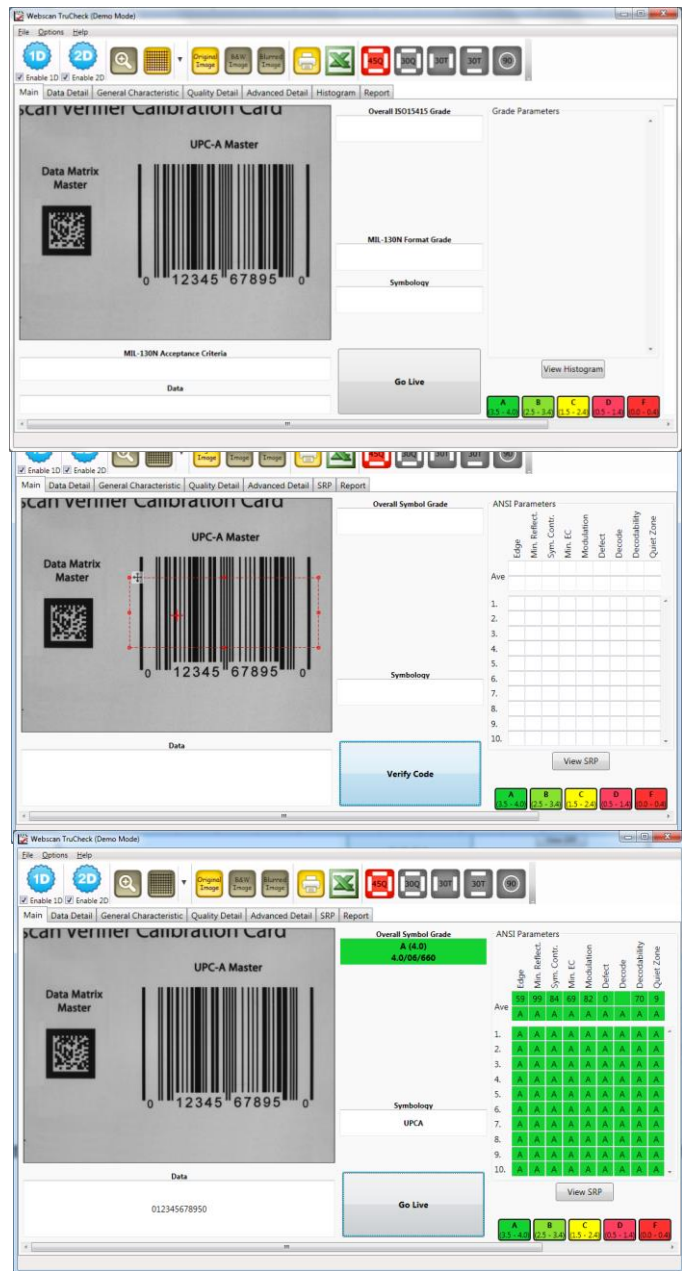 Webscan TruCheck (Demo Mode)
File Options Help
1D 2D Original Image B&W Image Blurred Image 45Q 30Q 30T 30T 90
Enable 1D Enable 2D
Main Data Detail General Characteristic Quality Detail Advanced Detail Histogram Report
scan Verifier Calibration Card
UPC-A Master
Data Matrix
Master
0 12345 67895 0
Overall ISO15415 Grade
MIL-130N Format Grade
Symbology
Grade Parameters
View Histogram
MIL-130N Acceptance Criteria
Data
Go Live
A B C D F
(3.5 - 4.0) (2.5 - 3.4) (1.5 - 2.4) (0.5 - 1.4) (0.0 - 0.4)
Image Image Image 45Q 30Q 30T 30T 90
Enable 1D Enable 2D
Main Data Detail General Characteristic Quality Detail Advanced Detail SRP Report
scan Verifier Calibration Card
UPC-A Master
Data Matrix
Master
0 12345 67895 0
Overall Symbol Grade
Symbology
ANSI Parameters
Edge Min. Reflect. Sym. Contr. Min. EC Modulation Defect Decode Decodability Quiet Zone
Ave
1.
2.
3.
4.
5.
6.
7.
8.
9.
10.
View SRP
Data
Verify Code
A B C D F
(3.5 - 4.0) (2.5 - 3.4) (1.5 - 2.4) (0.5 - 1.4) (0.0 - 0.4)
Webscan TruCheck (Demo Mode)
File Options Help
1D 2D Original Image B&W Image Blurred Image 45Q 30Q 30T 30T 90
Enable 1D Enable 2D
Main Data Detail General Characteristic Quality Detail Advanced Detail SRP Report
scan Verifier Calibration Card
UPC-A Master
Data Matrix
Master
0 12345 67895 0
Overall Symbol Grade
A (4.0)
4.0/06/660
Symbology
UPCA
ANSI Parameters
Edge Min. Reflect. Sym. Contr. Min. EC Modulation Defect Decode Decodability Quiet Zone
59 99 84 69 82 0 70 9
Ave
A A A A A A A A A
1. A A A A A A A A A
2. A A A A A A A A A
3. A A A A A A A A A
4. A A A A A A A A A
5. A A A A A A A A A
6. A A A A A A A A A
7. A A A A A A A A A
8. A A A A A A A A A
9. A A A A A A A A A
10. A A A A A A A A A
View SRP
Data
012345678950
Go Live
A B C D F
(3.5 - 4.0) (2.5 - 3.4) (1.5 - 2.4) (0.5 - 1.4) (0.0 - 0.4)